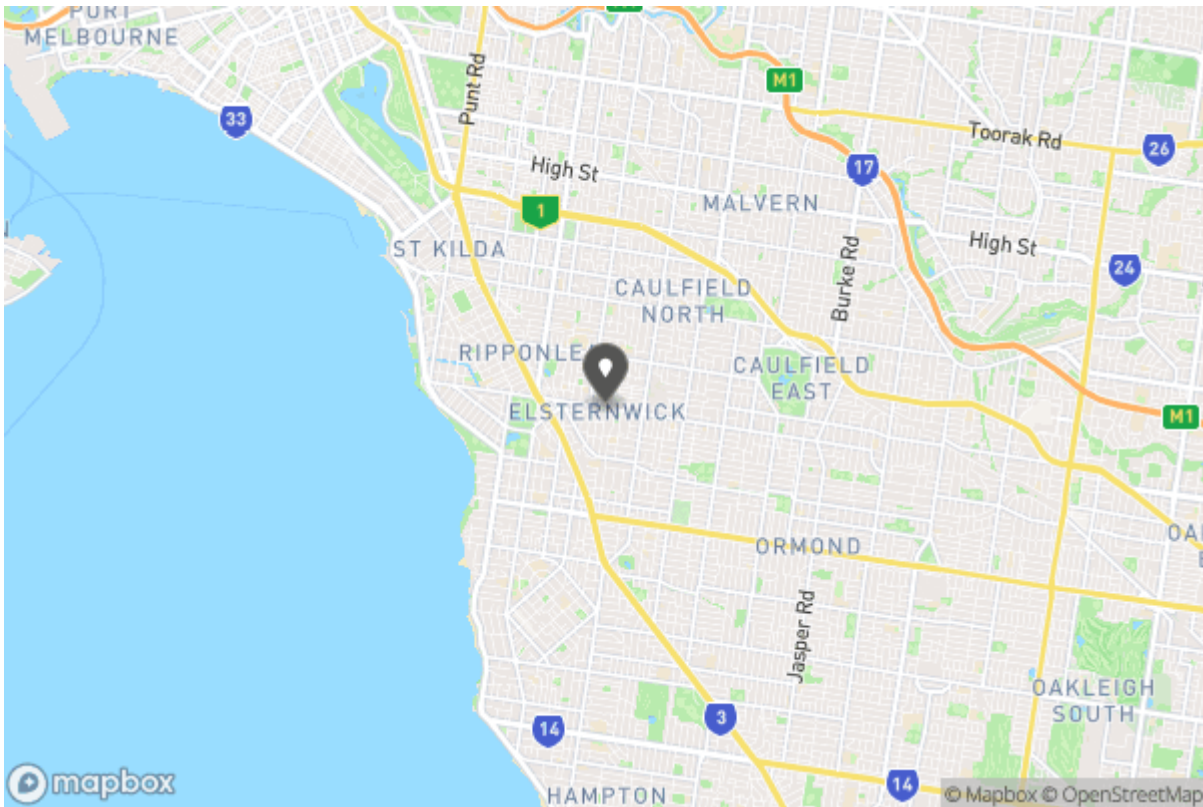 PORT
MELBOURNE
33
Punt Rd
M1
Toorak Rd
26
High St
17
1
MALVERN
High St
ST KILDA
24
Burke Rd
CAULFIELD
NORTH
RIPPONLEA
CAULFIELD
EAST
ELSTERNWICK
M1
ORMOND
Jasper Rd
OAKLEIGH
SOUTH
3
14
14
mapbox
HAMPTON
© Mapbox © OpenStreetMap